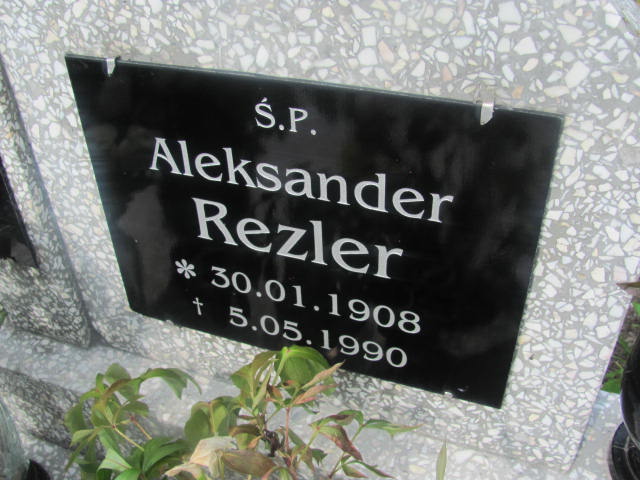 Ś.P.
Aleksander
Rezler
* 30.01.1908
† 5.05.1990